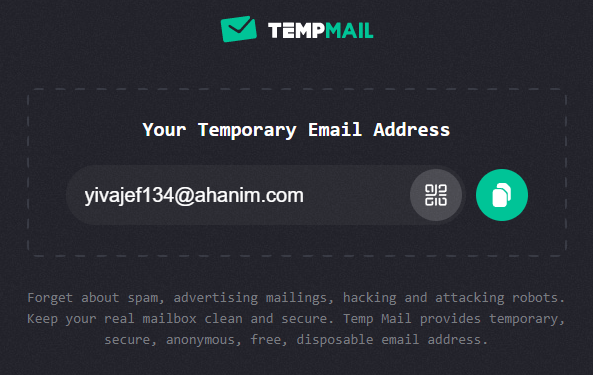 TEMPMAIL
Your Temporary Email Address
yivajef134@ahanim.com
Forget about spam, advertising mailings, hacking and attacking robots.
Keep your real mailbox clean and secure. Temp Mail provides temporary,
secure, anonymous, free, disposable email address.